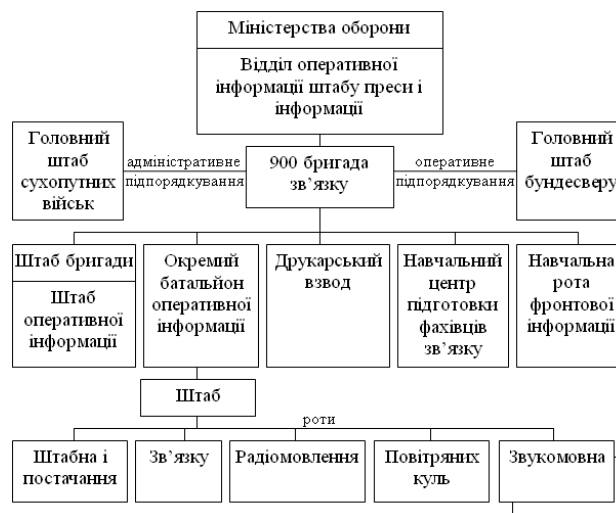 Міністерства оборони
Відділ оперативної
інформації штабу преси і
інформації
Головний
штаб
сухопутних
військ
адміністративне
підпорядкування
900 бригада
зв’язку
оперативне
підпорядкування
Головний
штаб
бундесверу
Штаб бригади
Штаб
оперативної
інформації
Окремий
батальйон
оперативної
інформації
Друкарський
взвод
Навчальний
центр
підготовки
фахівців
зв’язку
Навчальна
рота
фронтової
інформації
Штаб
роти
Штабна і
постачання
Зв’язку
Радіомовлення
Повітряних
куль
Звукомовна